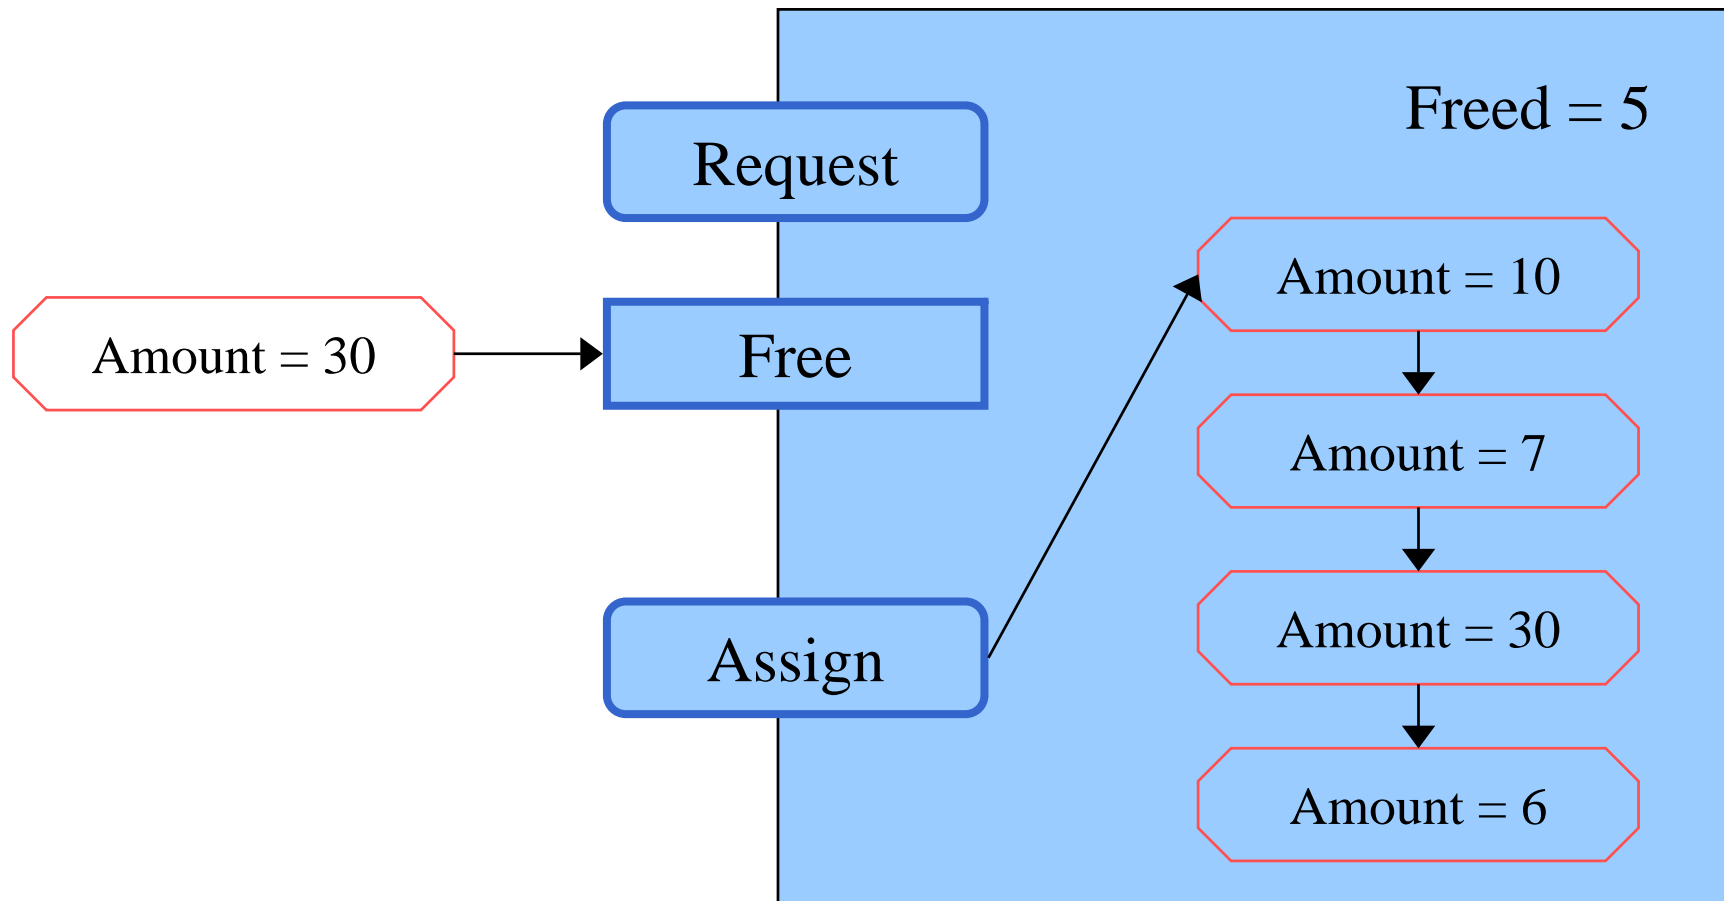 Freed = 5
Request
Amount = 10
Amount = 30
Free
Amount = 7
Amount = 30
Assign
Amount = 6